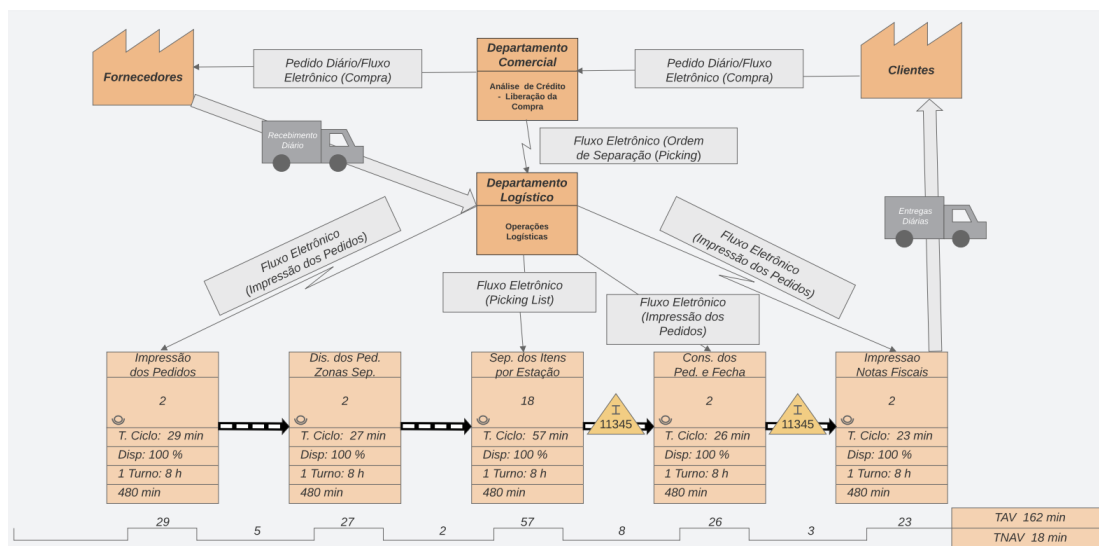 Fornecedores
Pedido Diário/Fluxo
Eletrônico (Compra)
Departamento
Comercial
Análise de Crédito
- Liberação da
Compra
Pedido Diário/Fluxo
Eletrônico (Compra)
Clientes
Recebimento
Diário
Fluxo Eletrônico (Ordem
de Separação (Picking)
Departamento
Logístico
Operações
Logísticas
Entregas
Diárias
Fluxo Eletrônico
(Impressão dos Pedidos)
Fluxo Eletrônico
(Picking List)
Fluxo Eletrônico
(Impressão dos
Pedidos)
Fluxo Eletrônico
(Impressão dos Pedidos)
Impressão
dos Pedidos
2
T. Ciclo: 29 min
Disp: 100 %
1 Turno: 8 h
480 min
Dis. dos Ped.
Zonas Sep.
2
T. Ciclo: 27 min
Disp: 100 %
1 Turno: 8 h
480 min
Sep. dos Itens
por Estação
18
T. Ciclo: 57 min
Disp: 100 %
1 Turno: 8 h
480 min
I
11345
Cons. dos
Ped. e Fecha
2
T. Ciclo: 26 min
Disp: 100 %
1 Turno: 8 h
480 min
I
11345
Impressao
Notas Fiscais
2
T. Ciclo: 23 min
Disp: 100 %
1 Turno: 8 h
480 min
29
5
27
2
57
8
26
3
23
TAV 162 min
TNAV 18 min